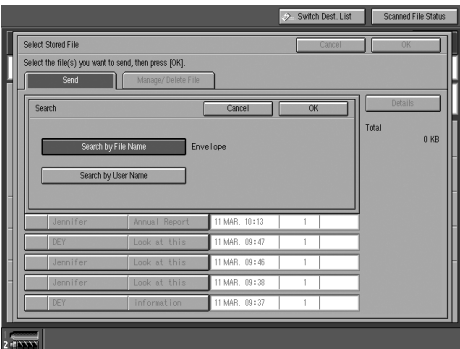 Switch Dest. List Scanned File Status
Select Stored File Cancel OK
Select the file(s) you want to send, then press [OK].
Send Manage/Delete File
Search Cancel OK Details
Total
0 KB
Search by File Name Envelope
Search by User Name
Jennifer Annual Report 11 MAR. 10:13 1
DEY Look at this 11 MAR. 09:47 1
Jennifer Look at this 11 MAR. 09:46 1
Jennifer Look at this 11 MAR. 09:38 1
DEY information 11 MAR. 09:37 1
2